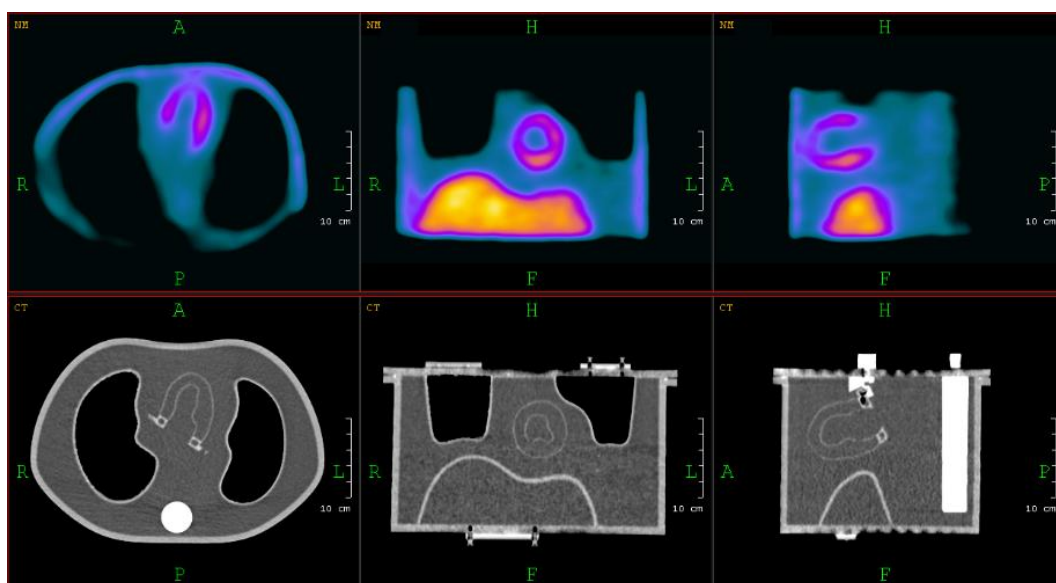 NM A R L 10 cm P
NM H R L 10 cm F
NM H A P 10 cm F
CT A R L 10 cm P
CT H R L 10 cm F
CT H A P 10 cm F